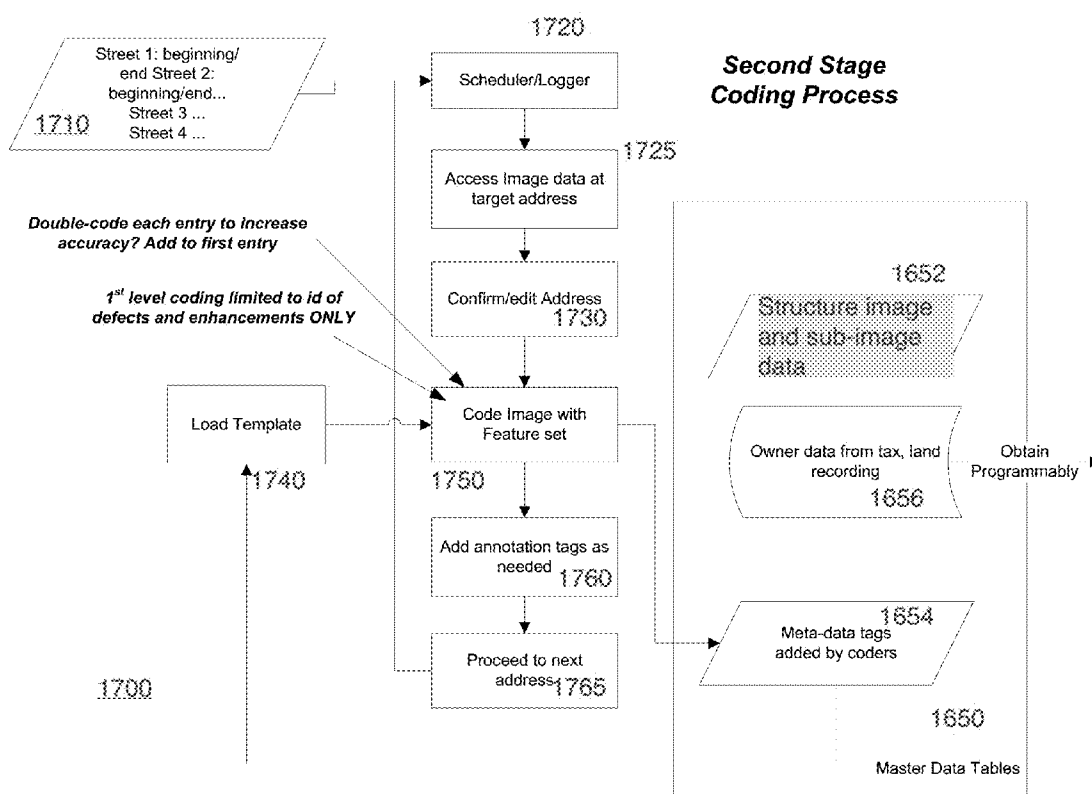 1720
Street 1: beginning/
end Street 2:
beginning/end...
Street 3 ...
Street 4 ...
1710
Scheduler/Logger
Second Stage
Coding Process
1725
Access Image data at
target address
Double-code each entry to increase
accuracy? Add to first entry
1st level coding limited to id of
defects and enhancements ONLY
Confirm/edit Address
1730
1652
Structure image
and sub-image
data
Load Template
1740
Code Image with
Feature set
1750
Owner data from tax, land
recording
1656
Obtain
Programmably
Add annotation tags as
needed
1760
1654
Meta-data tags
added by coders
Proceed to next
address
1765
1700
1650
Master Data Tables